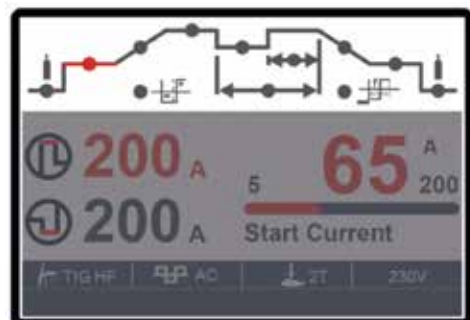 200 A
65 A
5
200
200 A
Start Current
TIG HF AC 2T 230V